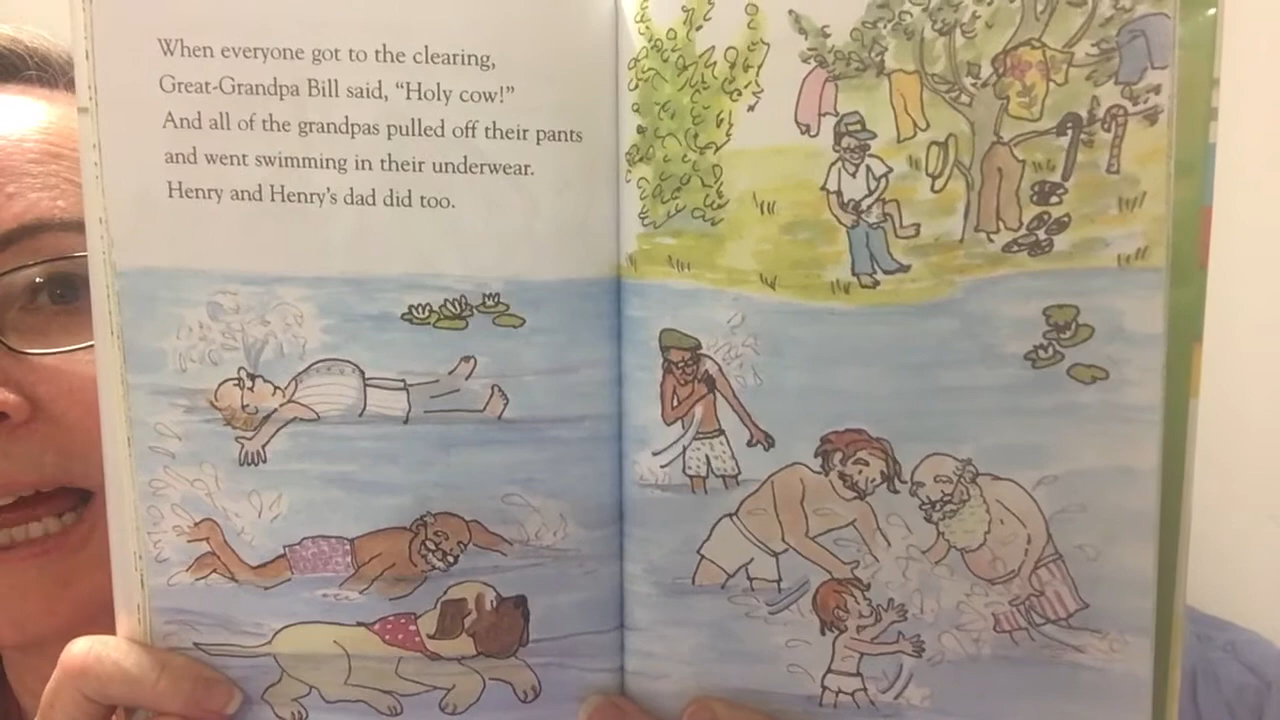 When everyone got to the clearing,
Great-Grandpa Bill said, “Holy cow!”
And all of the grandpas pulled off their pants
and went swimming in their underwear.
Henry and Henry’s dad did too.